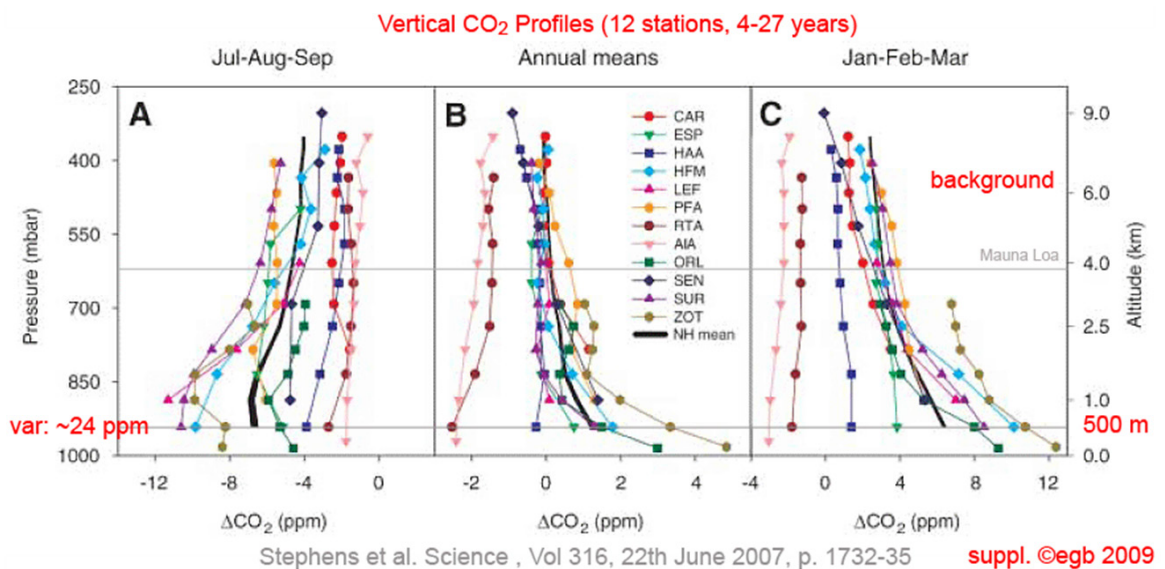 Vertical CO₂ Profiles (12 stations, 4-27 years)
Jul-Aug-Sep
Annual means
Jan-Feb-Mar
A
B
C
250
400
550
700
850
1000
Pressure (mbar)
CAR
ESP
HAA
HFM
LEF
PFA
RTA
AIA
ORL
SEN
SUR
ZOT
NH mean
background
Mauna Loa
9.0
6.0
4.0
2.5
1.0
0.0
Altitude (km)
var: ~24 ppm
500 m
-12 -8 -4 0
-2 0 2 4
-4 0 4 8 12
ΔCO₂ (ppm)
ΔCO₂ (ppm)
ΔCO₂ (ppm)
Stephens et al. Science , Vol 316, 22th June 2007, p. 1732-35
suppl. ©egb 2009